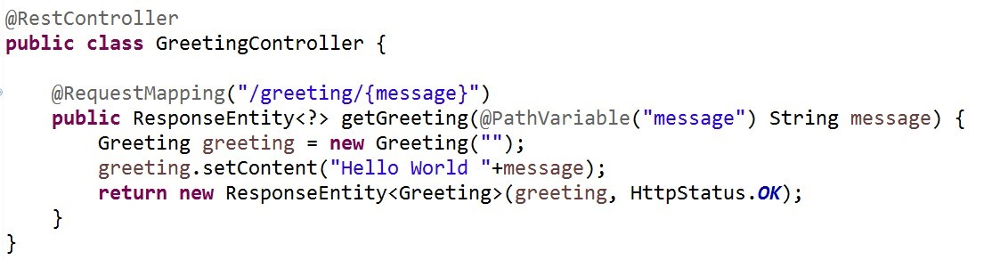 @RestController
public class GreetingController {
@RequestMapping("/greeting/{message}")
public ResponseEntity<?> getGreeting(@PathVariable("message") String message) {
Greeting greeting = new Greeting("");
greeting.setContent("Hello World "+message);
return new ResponseEntity<Greeting>(greeting, HttpStatus.OK);
}
}